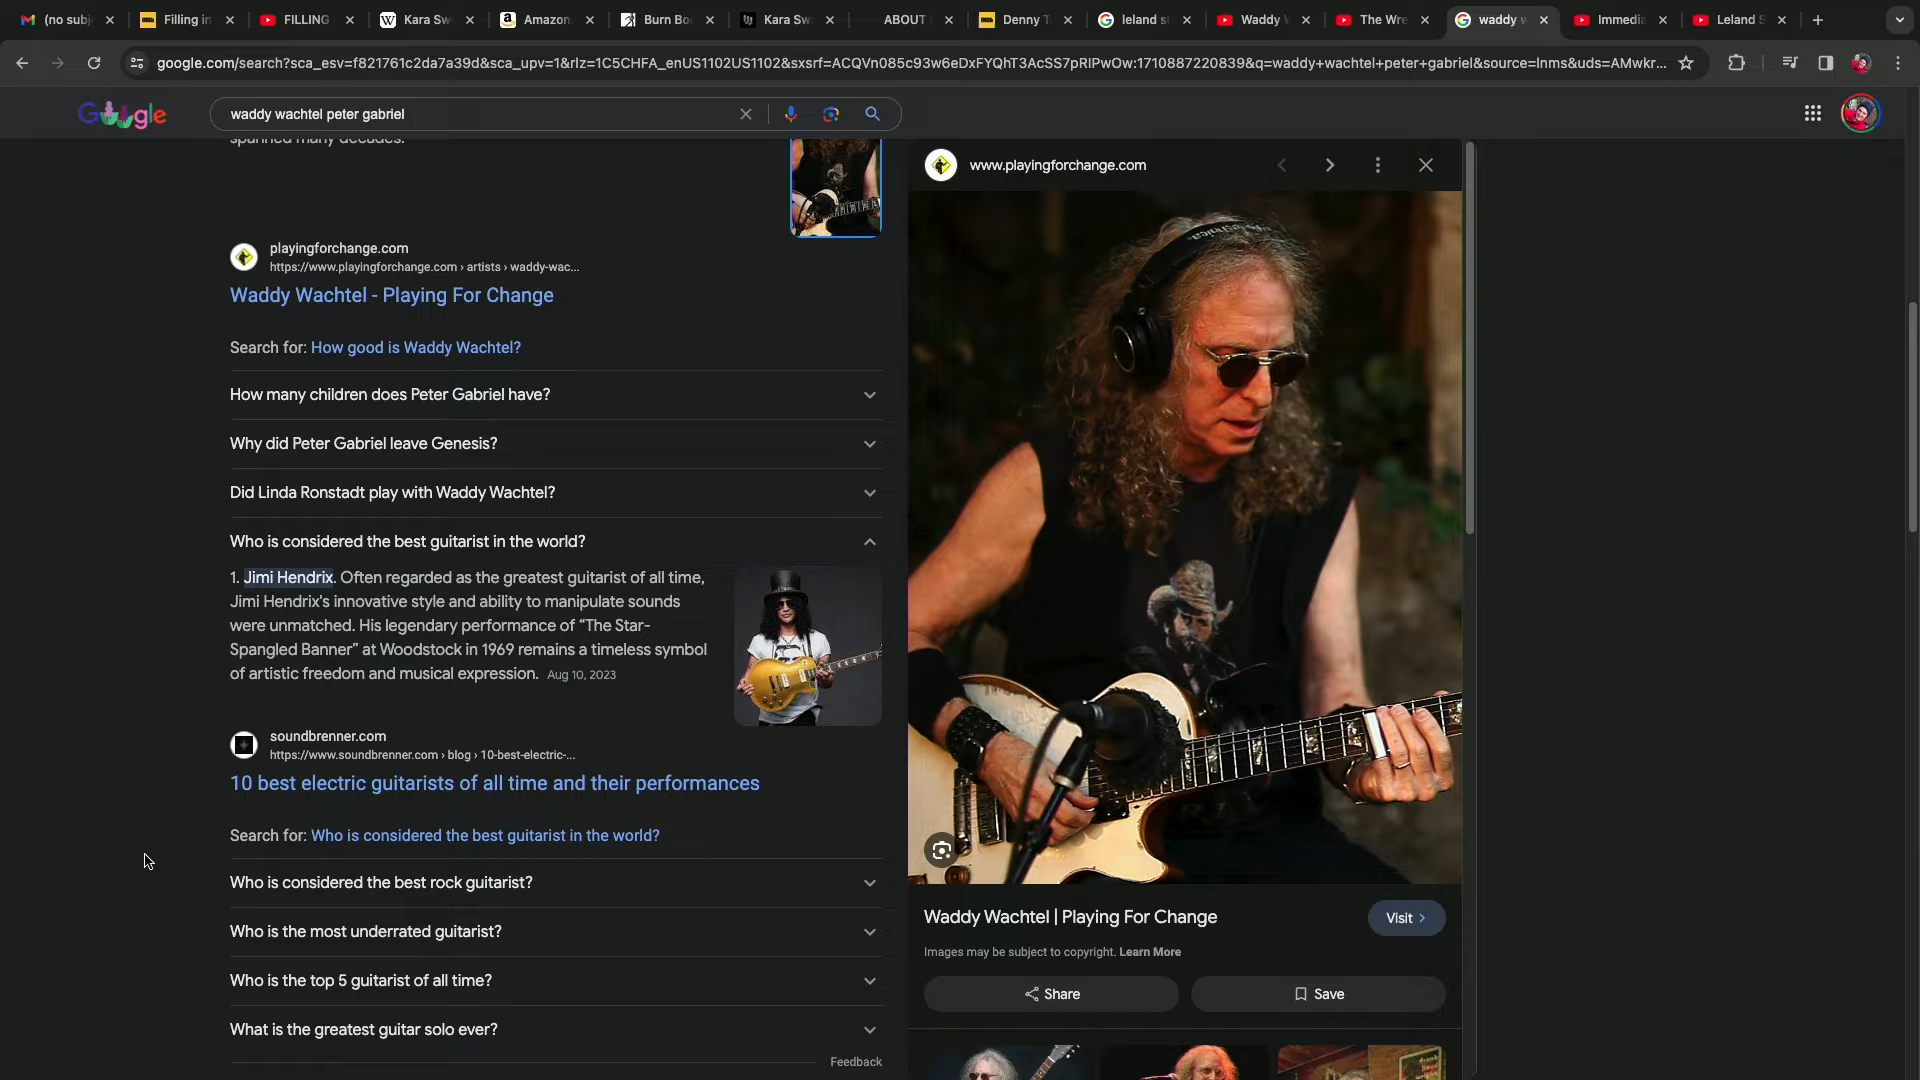 (no sub
Filling in
FILLING
Kara Sw
Amazon
Burn Bo
Kara Sw
ABOUT
Denny T
leland s
Waddy
The Wre
waddy w
Immedia
Leland S
google.com/search?sca_esv=f821761c2da7a39d&sca_upv=1&rlz=1C5CHFA_enUS1102US1102&sxsrf=ACQVn085c93w6eDxFYQhT3AcSS7pRIPwOw:1710887220839&q=waddy+wachtel+peter+gabriel&source=lnms&uds=AMwkr...
Google
waddy wachtel peter gabriel
spanned many decades.
playingforchange.com
https://www.playingforchange.com › artists › waddy-wac...
Waddy Wachtel - Playing For Change
Search for: How good is Waddy Wachtel?
How many children does Peter Gabriel have?
Why did Peter Gabriel leave Genesis?
Did Linda Ronstadt play with Waddy Wachtel?
Who is considered the best guitarist in the world?
1. Jimi Hendrix. Often regarded as the greatest guitarist of all time,
Jimi Hendrix's innovative style and ability to manipulate sounds
were unmatched. His legendary performance of “The Star-
Spangled Banner” at Woodstock in 1969 remains a timeless symbol
of artistic freedom and musical expression. Aug 10, 2023
soundbrenner.com
https://www.soundbrenner.com › blog › 10-best-electric-...
10 best electric guitarists of all time and their performances
Search for: Who is considered the best guitarist in the world?
Who is considered the best rock guitarist?
Who is the most underrated guitarist?
Who is the top 5 guitarist of all time?
What is the greatest guitar solo ever?
Feedback
www.playingforchange.com
Waddy Wachtel | Playing For Change
Visit
Images may be subject to copyright. Learn More
Share
Save